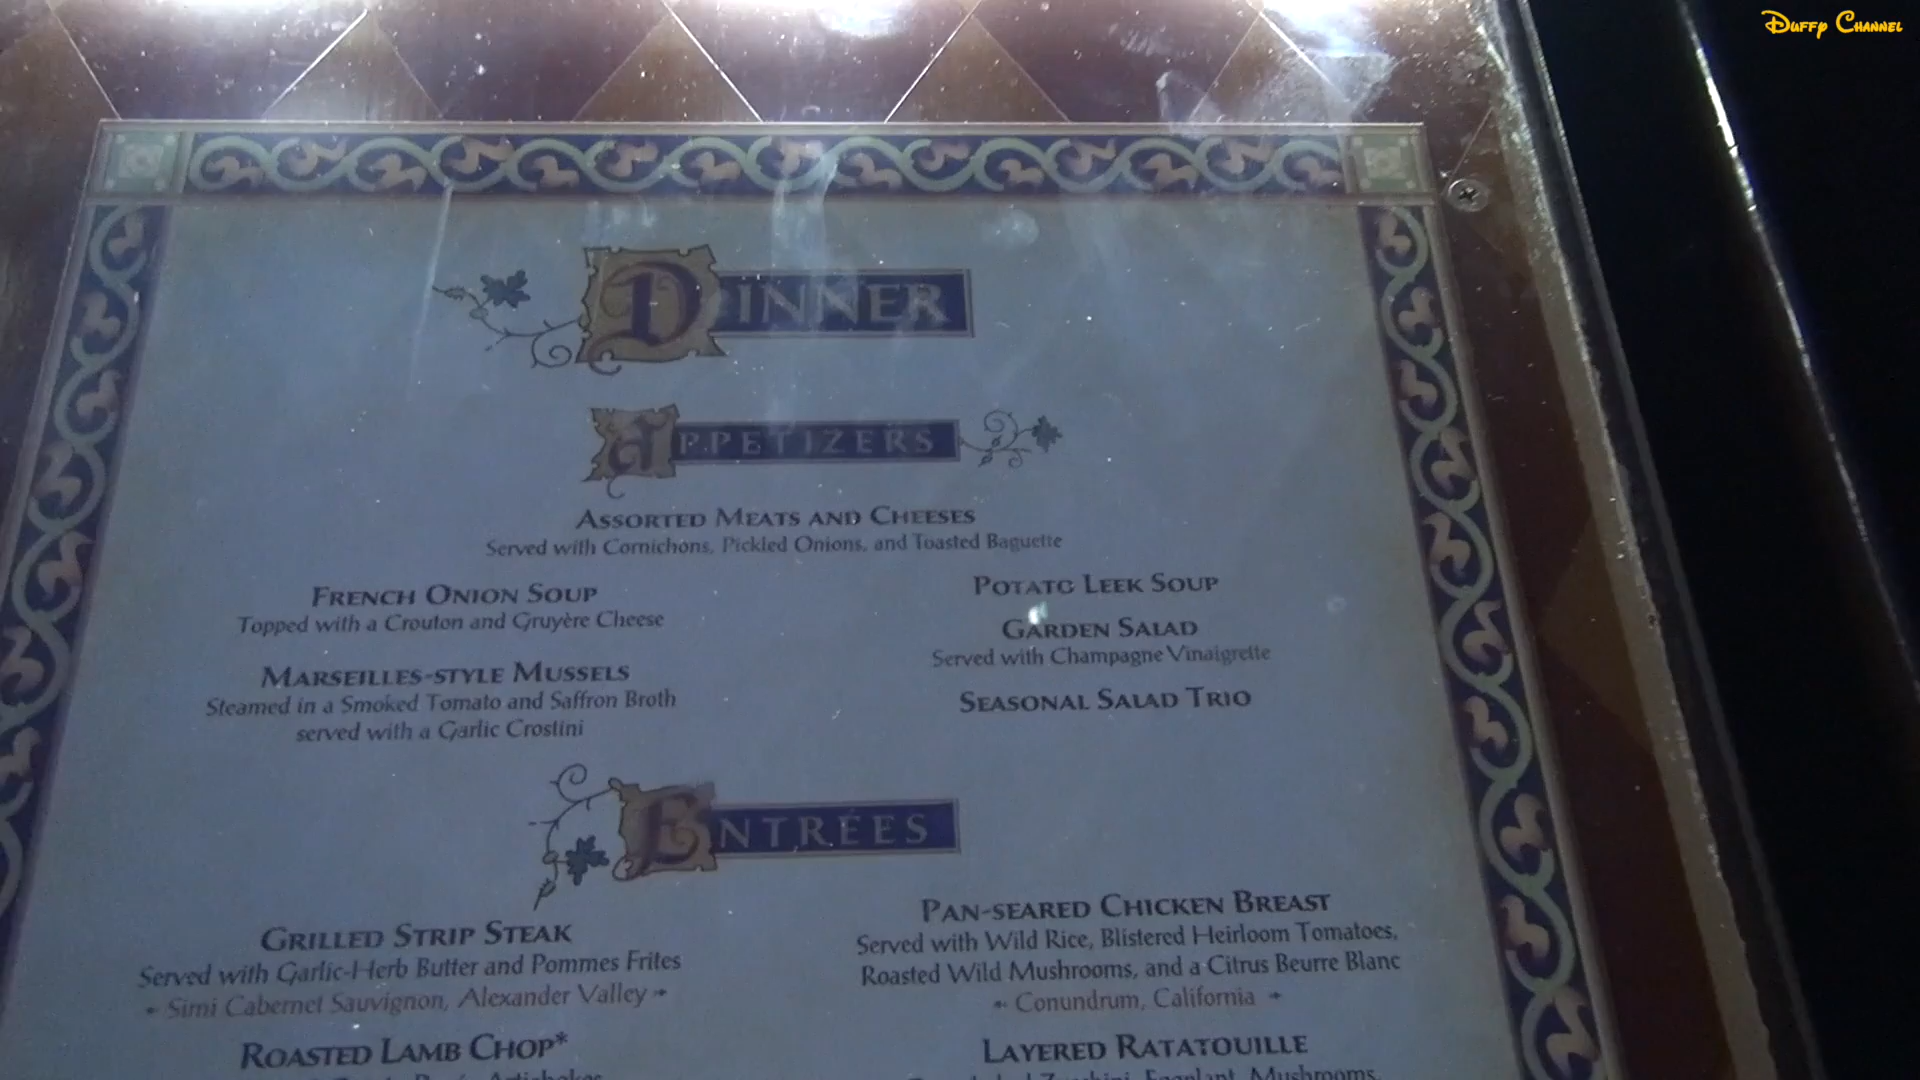 Duffy Channel
DINNER
APPETIZERS
ASSORTED MEATS AND CHEESES
Served with Cornichons, Pickled Onions, and Toasted Baguette
FRENCH ONION SOUP
Topped with a Crouton and Gruyère Cheese
MARSEILLES-STYLE MUSSELS
Steamed in a Smoked Tomato and Saffron Broth
served with a Garlic Crostini
POTATO LEEK SOUP
GARDEN SALAD
Served with Champagne Vinaigrette
SEASONAL SALAD TRIO
ENTRÉES
GRILLED STRIP STEAK
Served with Garlic-Herb Butter and Pommes Frites
Simi Cabernet Sauvignon, Alexander Valley
ROASTED LAMB CHOP*
Artichokes
PAN-SEARED CHICKEN BREAST
Served with Wild Rice, Blistered Heirloom Tomatoes,
Roasted Wild Mushrooms, and a Citrus Beurre Blanc
Conundrum, California
LAYERED RATATOUILLE
Zucchini, Eggplant, Mushrooms,